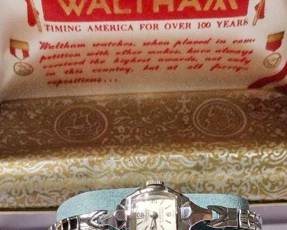 WALTHAM
TIMING AMERICA FOR OVER 100 YEARS
Waltham watches, when placed in com-
petition with other makes, have always
received the highest awards, not only
in this country, but at all foreign
expositions...